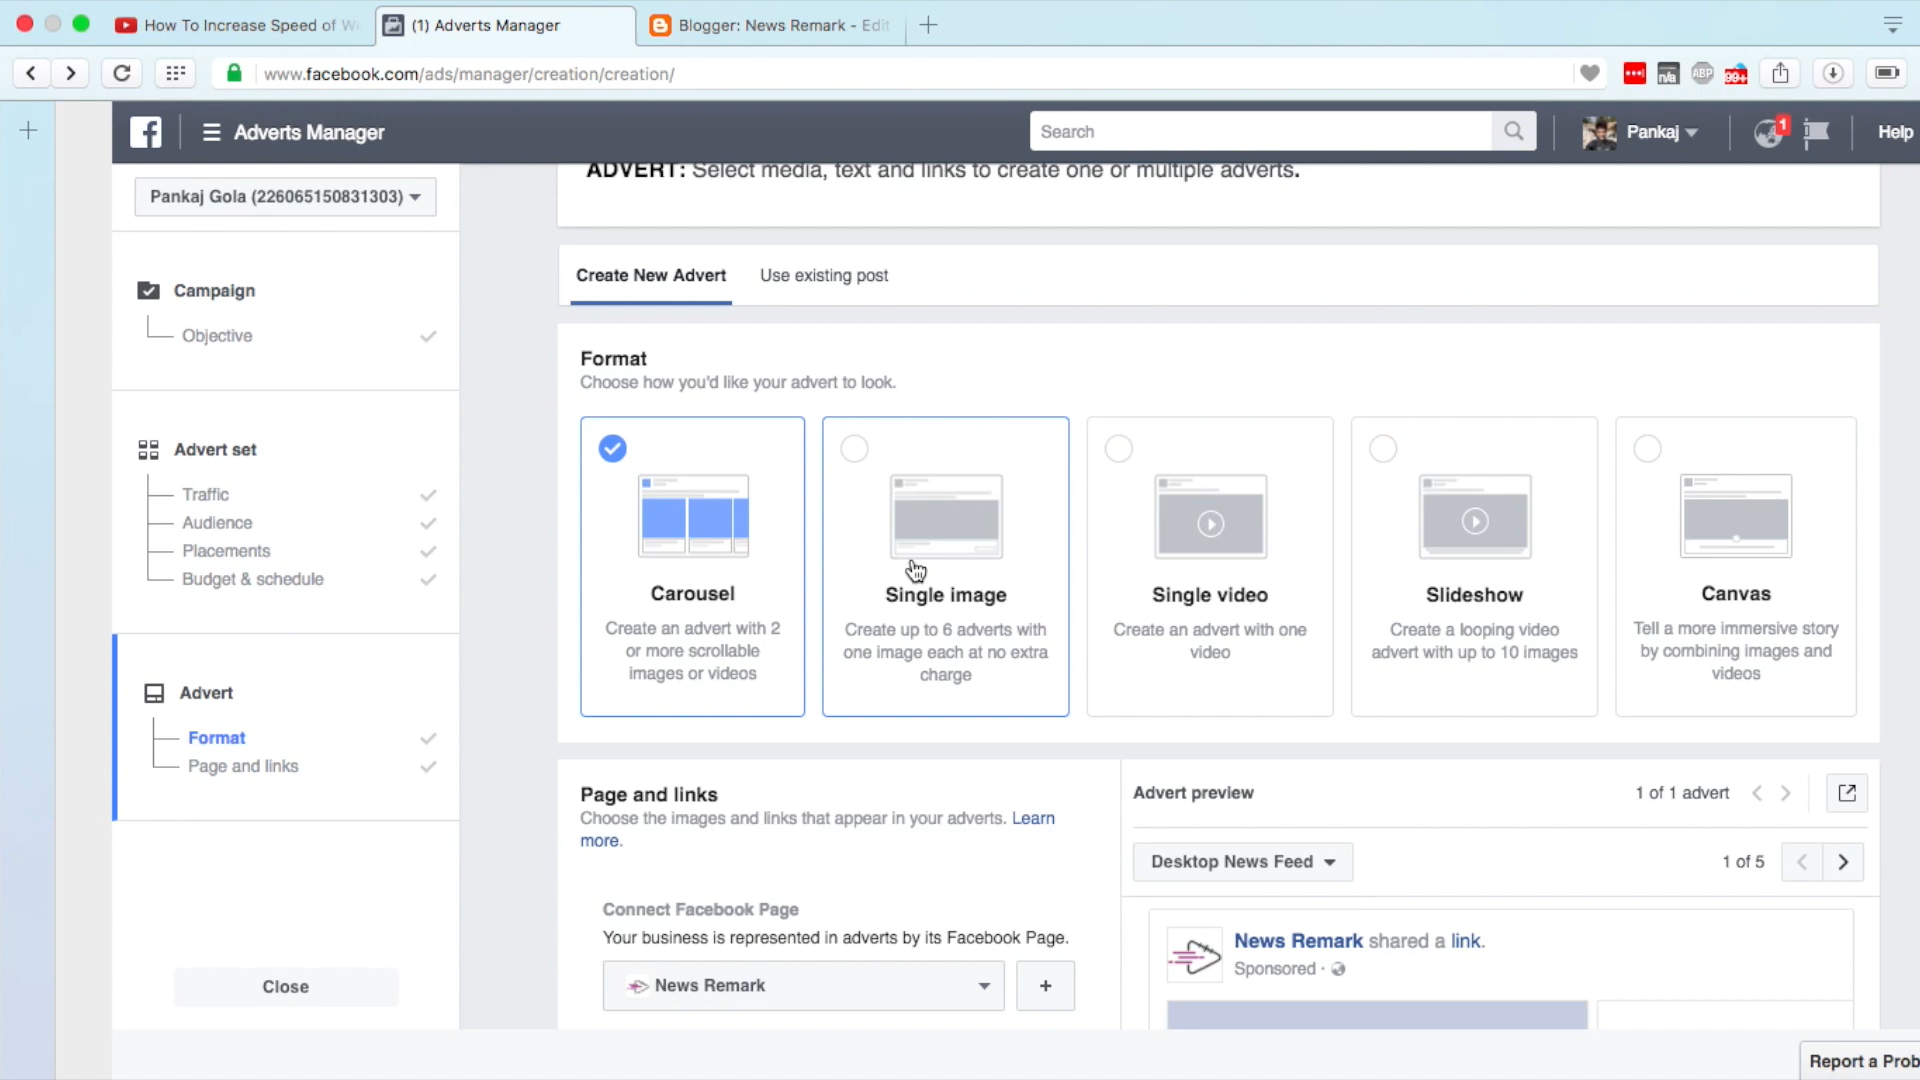 How To Increase Speed of W
(1) Adverts Manager
Blogger: News Remark - Edit
www.facebook.com/ads/manager/creation/creation/
n/a
ABP
99+
Adverts Manager
Search
Pankaj
1
Help
Pankaj Gola (226065150831303)
Campaign
Objective
Advert set
Traffic
Audience
Placements
Budget & schedule
Advert
Format
Page and links
Close
ADVERT: Select media, text and links to create one or multiple adverts.
Create New Advert
Use existing post
Format
Choose how you'd like your advert to look.
Carousel
Create an advert with 2
or more scrollable
images or videos
Single image
Create up to 6 adverts with
one image each at no extra
charge
Single video
Create an advert with one
video
Slideshow
Create a looping video
advert with up to 10 images
Canvas
Tell a more immersive story
by combining images and
videos
Page and links
Choose the images and links that appear in your adverts. Learn
more.
Connect Facebook Page
Your business is represented in adverts by its Facebook Page.
News Remark
+
Advert preview
1 of 1 advert
Desktop News Feed
1 of 5
News Remark shared a link.
Sponsored ·
Report a Prob